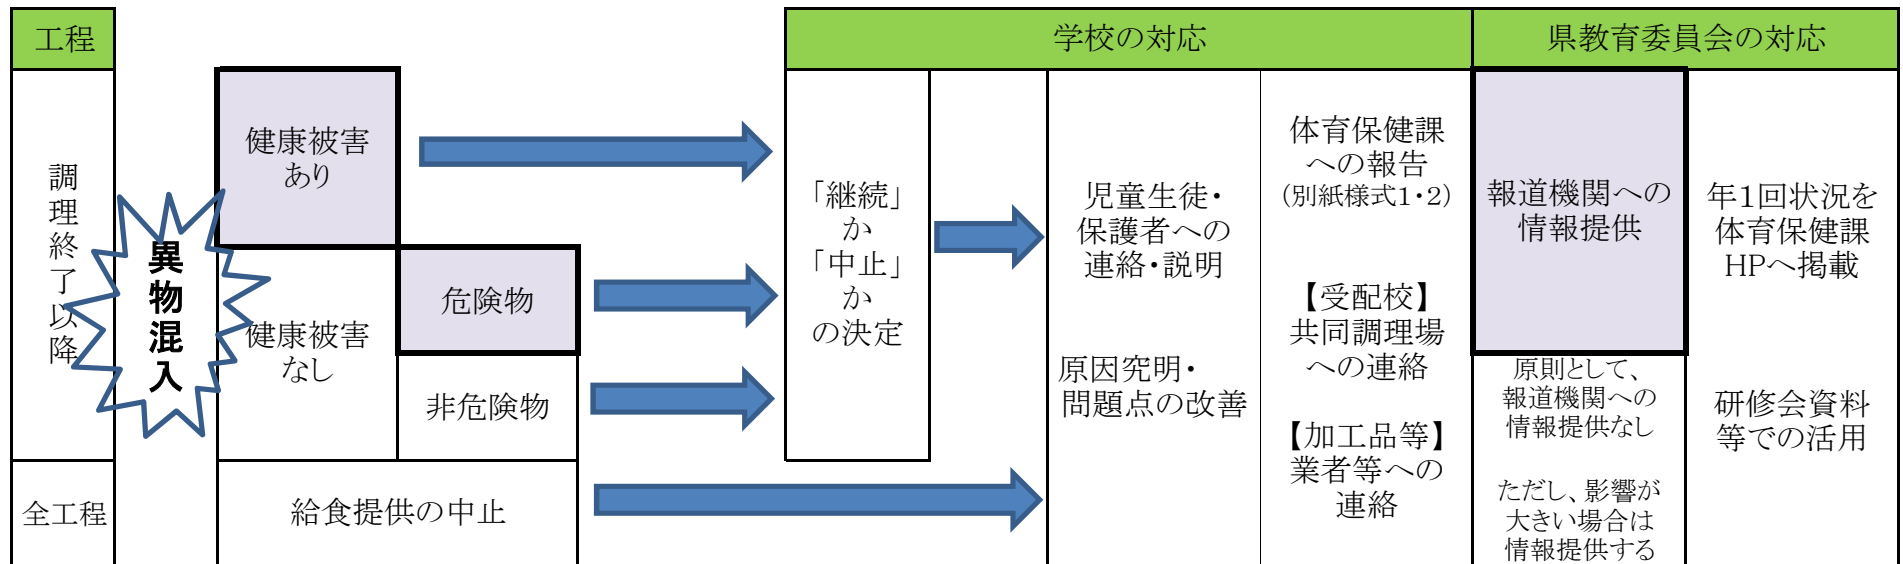 工程
学校の対応
県教育委員会の対応
調
理
終
了
以
降
異
物
混
入
健康被害
あり
健康被害
なし
危険物
非危険物
「継続」
か
「中止」
か
の決定
児童生徒・
保護者への
連絡・説明
原因究明・
問題点の改善
体育保健課
への報告
(別紙様式1・2)
【受配校】
共同調理場
への連絡
【加工品等】
業者等への
連絡
報道機関への
情報提供
原則として、
報道機関への
情報提供なし
ただし、影響が
大きい場合は
情報提供する
年1回状況を
体育保健課
HPへ掲載
研修会資料
等での活用
全工程
給食提供の中止